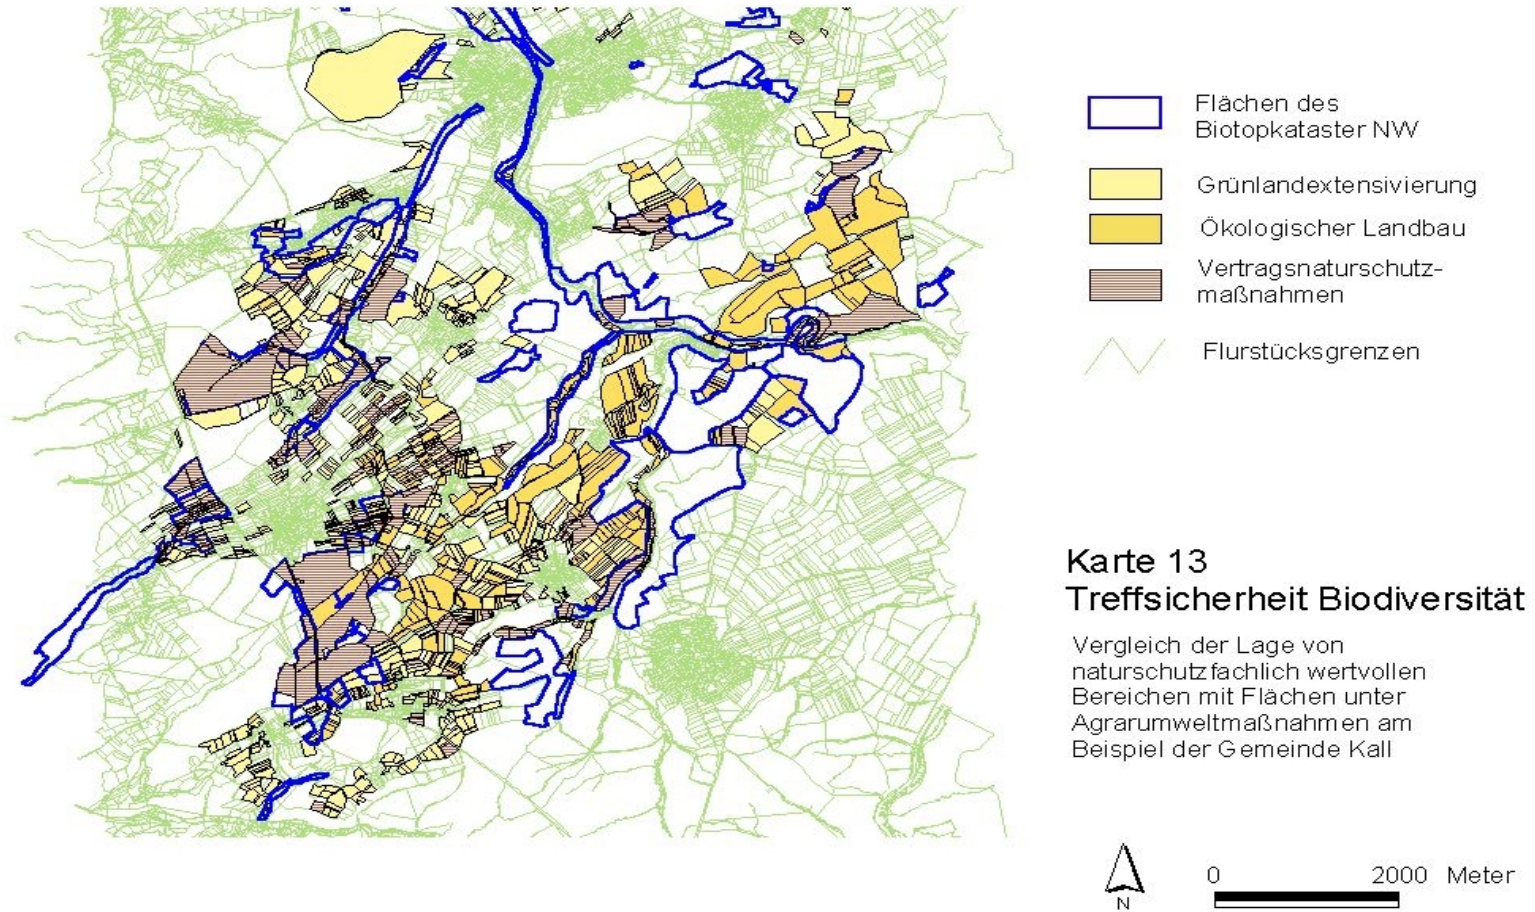 Flächen des
Biotopkataster NW
Grünlandextensivierung
Ökologischer Landbau
Vertragsnaturschutz-
maßnahmen
Flurstücksgrenzen
Karte 13
Treffsicherheit Biodiversität
Vergleich der Lage von
naturschutzfachlich wertvollen
Bereichen mit Flächen unter
Agrarumweltmaßnahmen am
Beispiel der Gemeinde Kall
N
0 2000 Meter